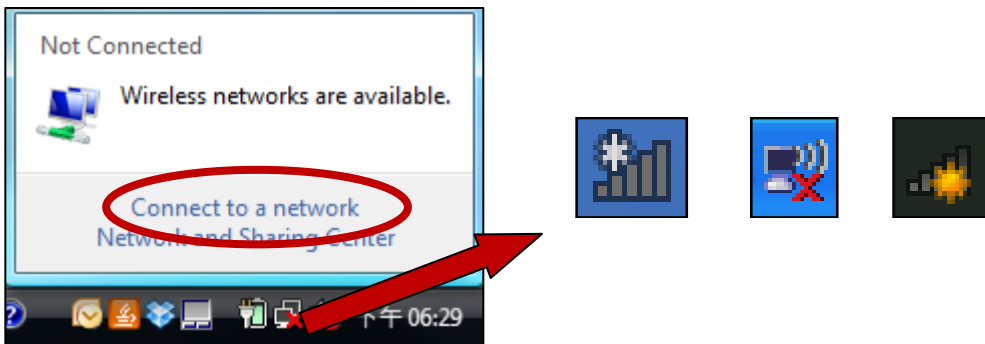 Not Connected
Wireless networks are available.
Connect to a network
Network and Sharing Center
下午 06:29